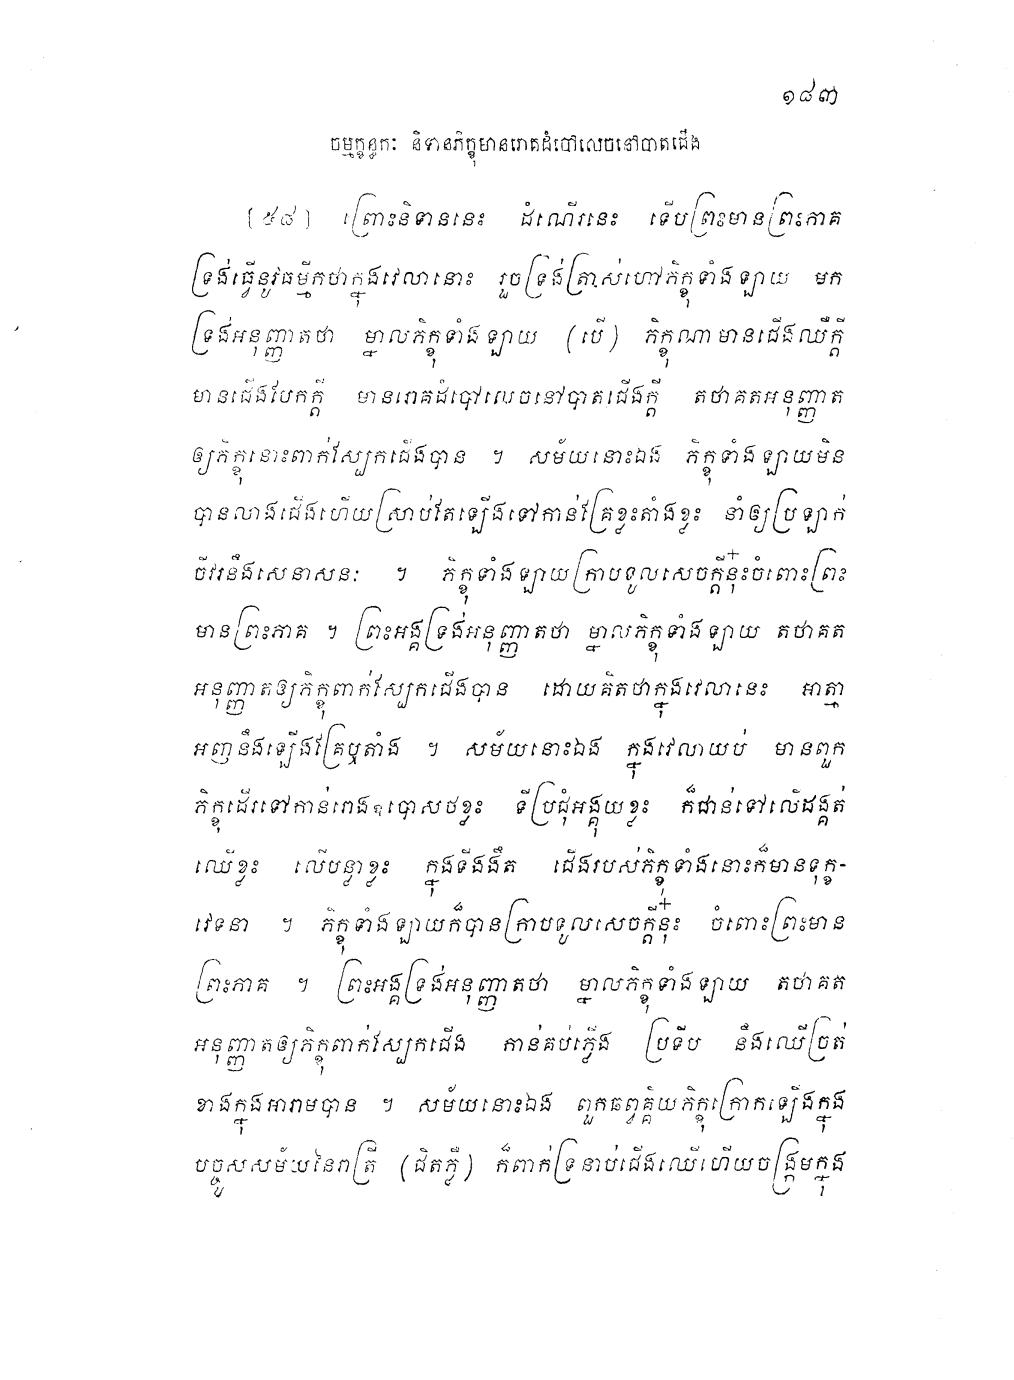 ១៨៣
ចម្មក្ខន្ធកៈ និទានភិក្ខុមានរោគដំបៅលេចនៅបាតជើង
[៥៨] ព្រោះនិទាននេះ ដំណើរនេះ ទើបព្រះមានព្រះភាគ
ទ្រង់ធ្វើនូវធម្មីកថាក្នុងវេលានោះ រួចទ្រង់ត្រាស់ហៅភិក្ខុទាំងឡាយ មក
ទ្រង់អនុញ្ញាតថា ម្នាលភិក្ខុទាំងឡាយ (បើ) ភិក្ខុណាមានជើងឈឺក្តី
មានជើងបែកក្តី មានរោគដំបៅលេចនៅបាតជើងក្តី តថាគតអនុញ្ញាត
ឲ្យភិក្ខុនោះពាក់ស្បែកជើងបាន ។ សម័យនោះឯង ភិក្ខុទាំងឡាយមិន
បានលាងជើងហើយស្រាប់តែឡើងទៅកាន់គ្រែខ្លះតាំងខ្លះ នាំឲ្យប្រឡាក់
ចីវរនឹងសេនាសនៈ ។ ភិក្ខុទាំងឡាយក្រាបទូលសេចក្តីនុ៎ះចំពោះព្រះ
មានព្រះភាគ ។ ព្រះអង្គទ្រង់អនុញ្ញាតថា ម្នាលភិក្ខុទាំងឡាយ តថាគត
អនុញ្ញាតឲ្យភិក្ខុពាក់ស្បែកជើងបាន ដោយគិតថាក្នុងវេលានេះ អាត្មា
អញនឹងឡើងគ្រែឬតាំង ។ សម័យនោះឯង ក្នុងវេលាយប់ មានពួក
ភិក្ខុដើរទៅកាន់រោងឧបោសថខ្លះ ទីប្រជុំអង្គុយខ្លះ ក៏ជាន់ទៅលើដង្គត់
ឈើខ្លះ លើបន្លាខ្លះ ក្នុងទីងងឹត ជើងរបស់ភិក្ខុទាំងនោះក៏មានទុក្ខ-
វេទនា ។ ភិក្ខុទាំងឡាយក៏បានក្រាបទូលសេចក្តីនុ៎ះ ចំពោះព្រះមាន
ព្រះភាគ ។ ព្រះអង្គទ្រង់អនុញ្ញាតថា ម្នាលភិក្ខុទាំងឡាយ តថាគត
អនុញ្ញាតឲ្យភិក្ខុពាក់ស្បែកជើង កាន់គប់ភ្លើង ប្រទីប នឹងឈើច្រត់
ខាងក្នុងអារាមបាន ។ សម័យនោះឯង ពួកឆព្វគ្គិយភិក្ខុក្រោកឡើងក្នុង
បច្ចូសសម័យនៃរាត្រី (ជិតភ្លឺ) ក៏ពាក់ទ្រនាប់ជើងឈើហើយចង្ក្រមក្នុង